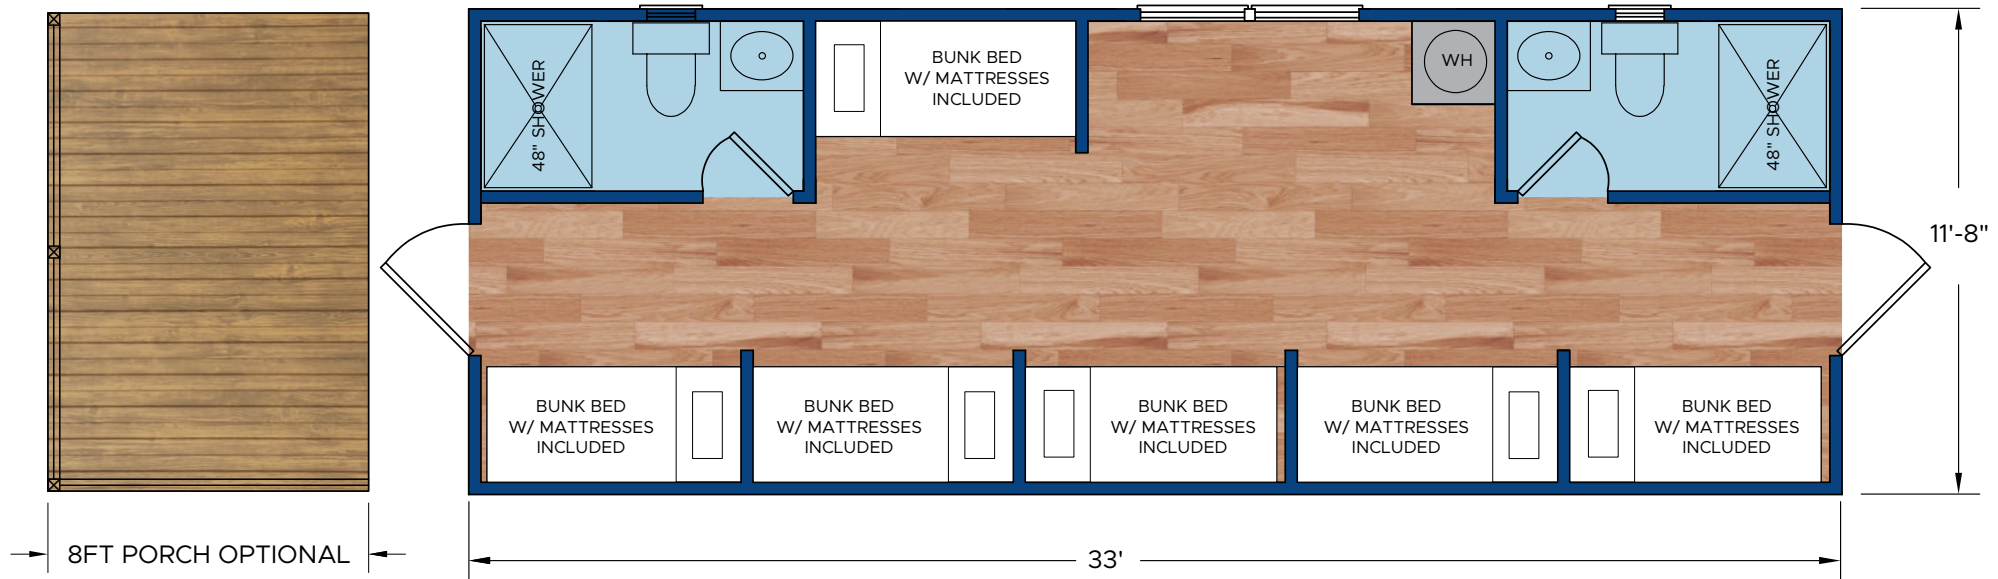 48" SHOWER
BUNK BED
W/ MATTRESSES
INCLUDED
WH
48" SHOWER
11'-8"
BUNK BED
W/ MATTRESSES
INCLUDED
BUNK BED
W/ MATTRESSES
INCLUDED
BUNK BED
W/ MATTRESSES
INCLUDED
BUNK BED
W/ MATTRESSES
INCLUDED
BUNK BED
W/ MATTRESSES
INCLUDED
8FT PORCH OPTIONAL
33'